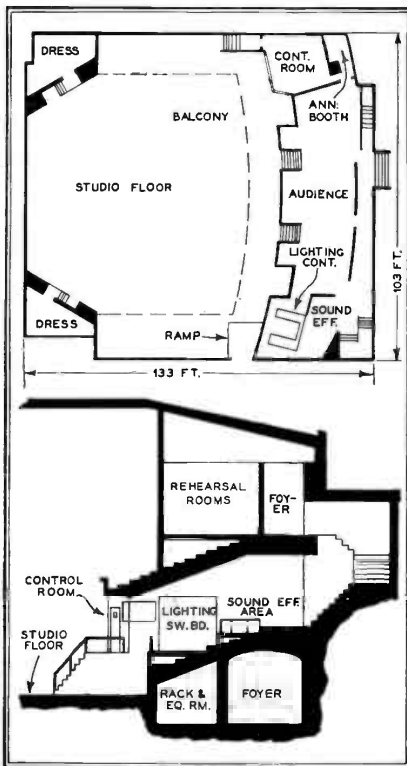 DRESS
CONT.
ROOM
ANN:
BOOTH
BALCONY
STUDIO FLOOR
AUDIENCE
LIGHTING
CONT.
SOUND
EFF.
DRESS
RAMP
133 FT.
103 FT.
REHEARSAL
ROOMS
FOY-
ER
CONTROL
ROOM
LIGHTING
SW. BD.
SOUND EFF.
AREA
STUDIO
FLOOR
RACK &
EQ. RM.
FOYER